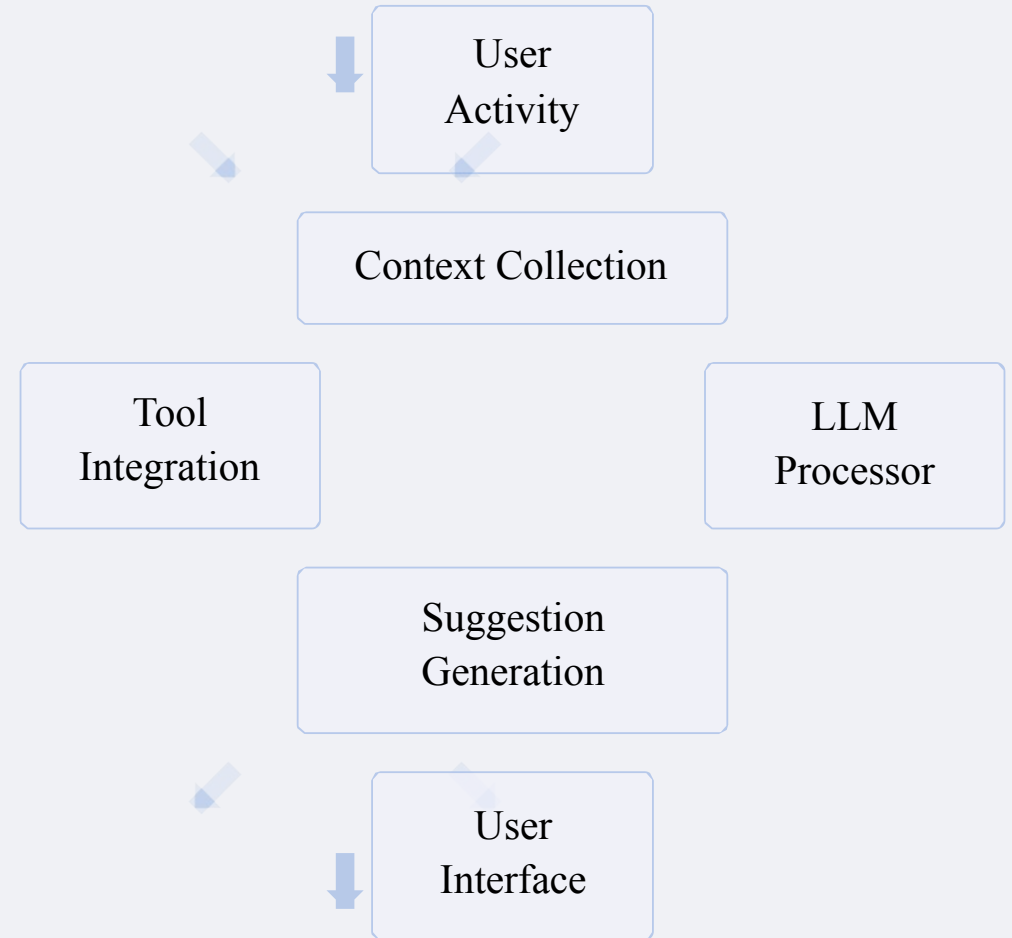 User
Activity
Context Collection
Tool
Integration
LLM
Processor
Suggestion
Generation
User
Interface